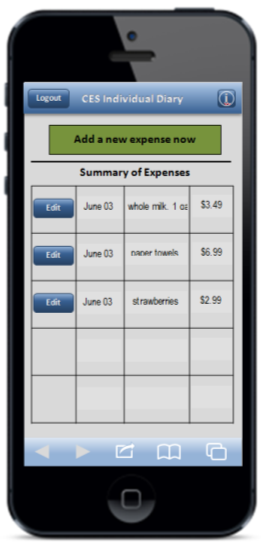 Logout CES Individual Diary
Add a new expense now
Summary of Expenses
Edit June 03 whole milk. 1 $3.49
Edit June 03 paper towels $6.99
Edit June 03 strawberries $2.99